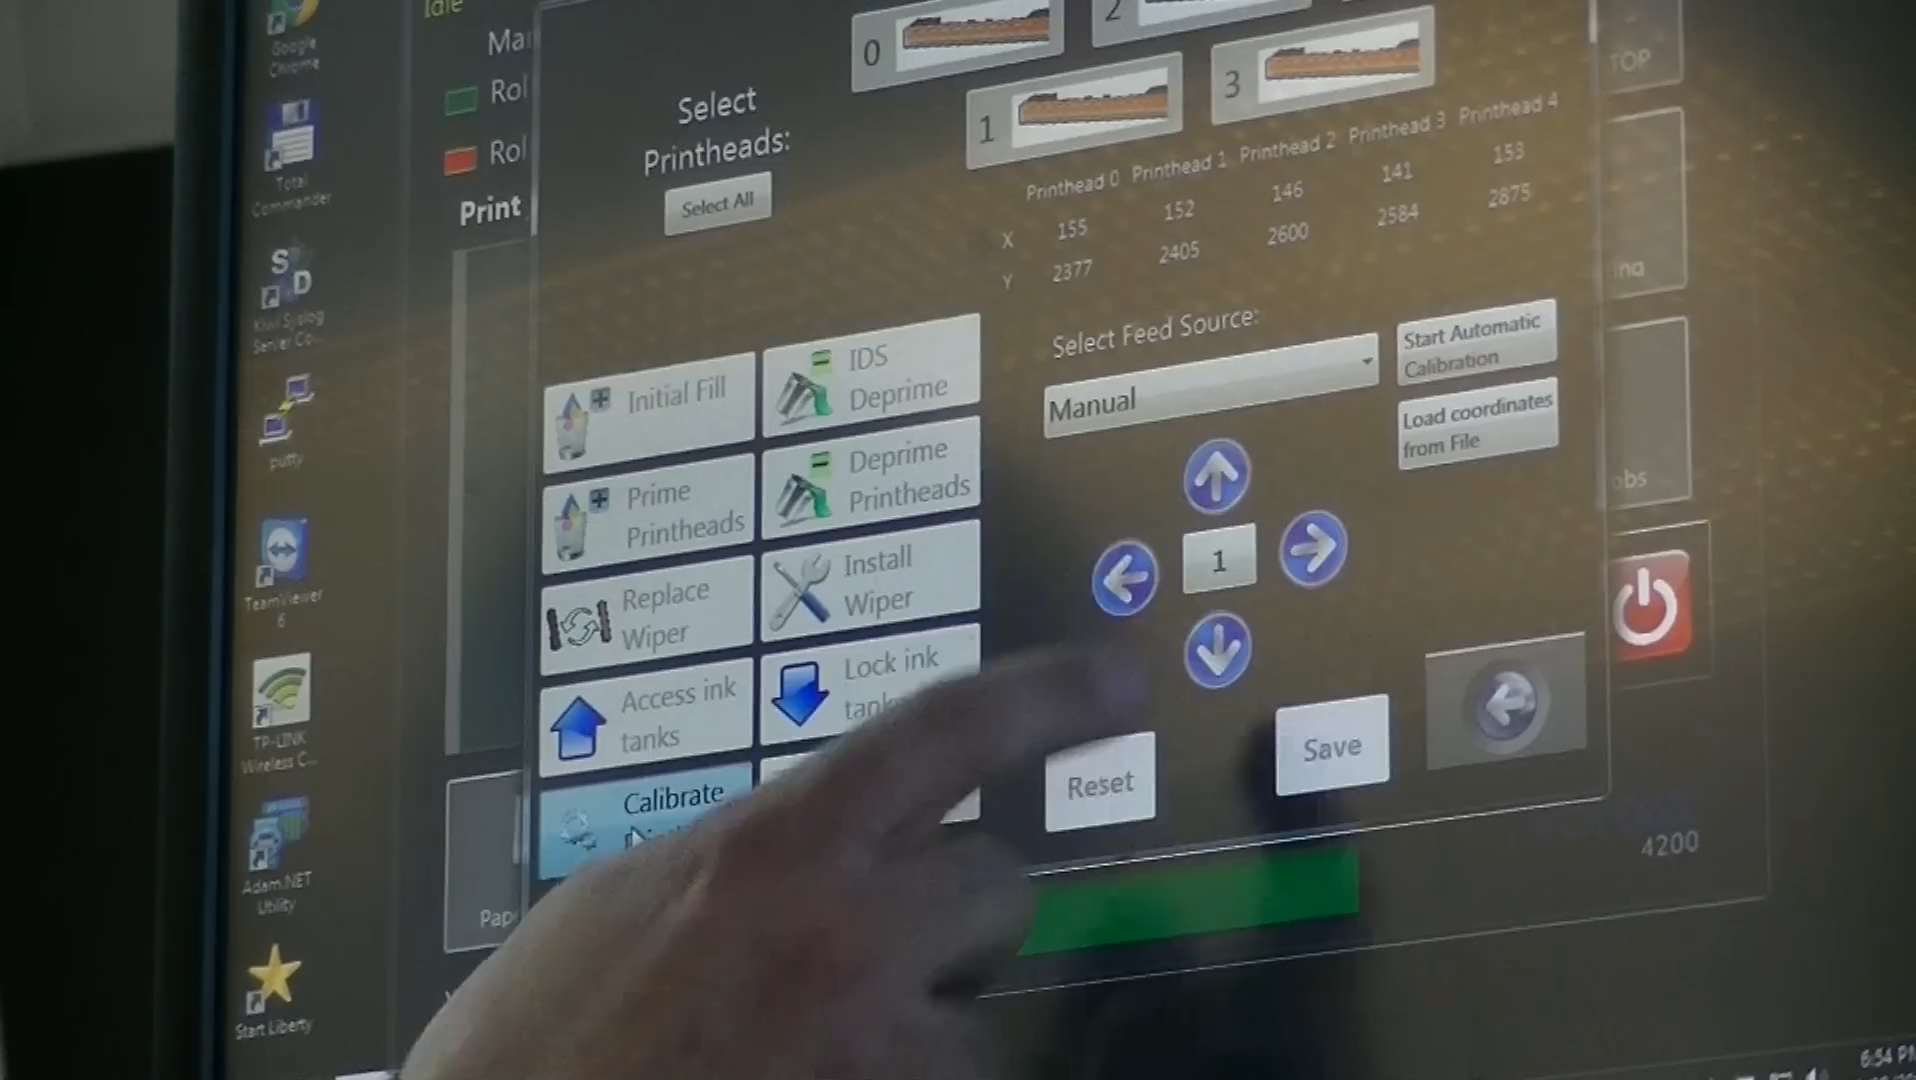 Google
Chrome
Total
Commander
S
D
Kiwi Syslog
Server Co...
putty
TeamViewer
6
TP-LINK
Wireless C...
Adam.NET
Utility
Start Liberty
Idle
Rol
Rol
Print
Select
Printheads:
Select All
0
2
1
3
Printhead 0 Printhead 1 Printhead 2 Printhead 3 Printhead 4
X 155 152 146 141 153
Y 2377 2405 2600 2584 2875
Initial Fill
IDS
Deprime
Prime
Printheads
Deprime
Printheads
Replace
Wiper
Install
Wiper
Access ink
tanks
Lock ink
Calibrate
Select Feed Source:
Manual
Start Automatic
Calibration
Load coordinates
from File
1
Reset
Save
TOP
4200